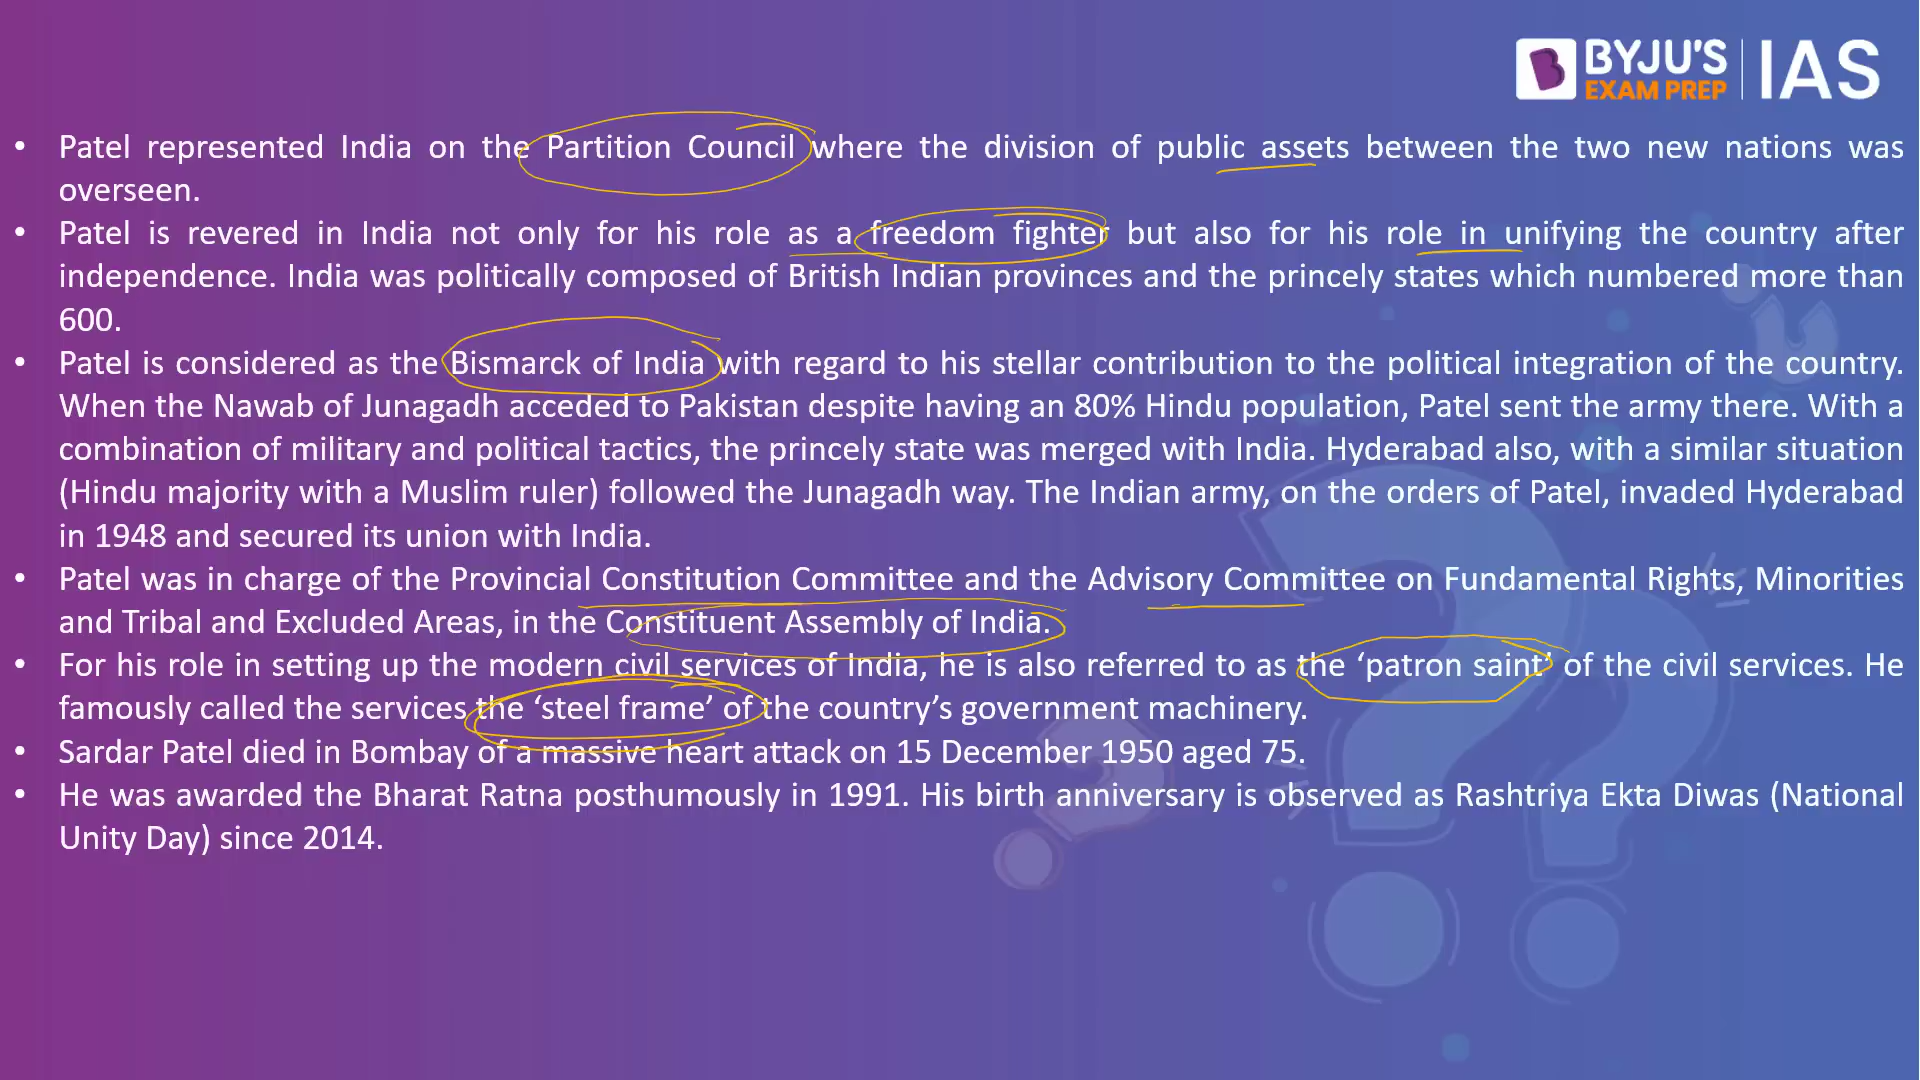 BYJU'S
EXAM PREP
IAS
• Patel represented India on the Partition Council where the division of public assets between the two new nations was
overseen.
• Patel is revered in India not only for his role as a freedom fighter but also for his role in unifying the country after
independence. India was politically composed of British Indian provinces and the princely states which numbered more than
600.
• Patel is considered as the Bismarck of India with regard to his stellar contribution to the political integration of the country.
When the Nawab of Junagadh acceded to Pakistan despite having an 80% Hindu population, Patel sent the army there. With a
combination of military and political tactics, the princely state was merged with India. Hyderabad also, with a similar situation
(Hindu majority with a Muslim ruler) followed the Junagadh way. The Indian army, on the orders of Patel, invaded Hyderabad
in 1948 and secured its union with India.
• Patel was in charge of the Provincial Constitution Committee and the Advisory Committee on Fundamental Rights, Minorities
and Tribal and Excluded Areas, in the Constituent Assembly of India.
• For his role in setting up the modern civil services of India, he is also referred to as the ‘patron saint’ of the civil services. He
famously called the services the ‘steel frame’ of the country’s government machinery.
• Sardar Patel died in Bombay of a massive heart attack on 15 December 1950 aged 75.
• He was awarded the Bharat Ratna posthumously in 1991. His birth anniversary is observed as Rashtriya Ekta Diwas (National
Unity Day) since 2014.